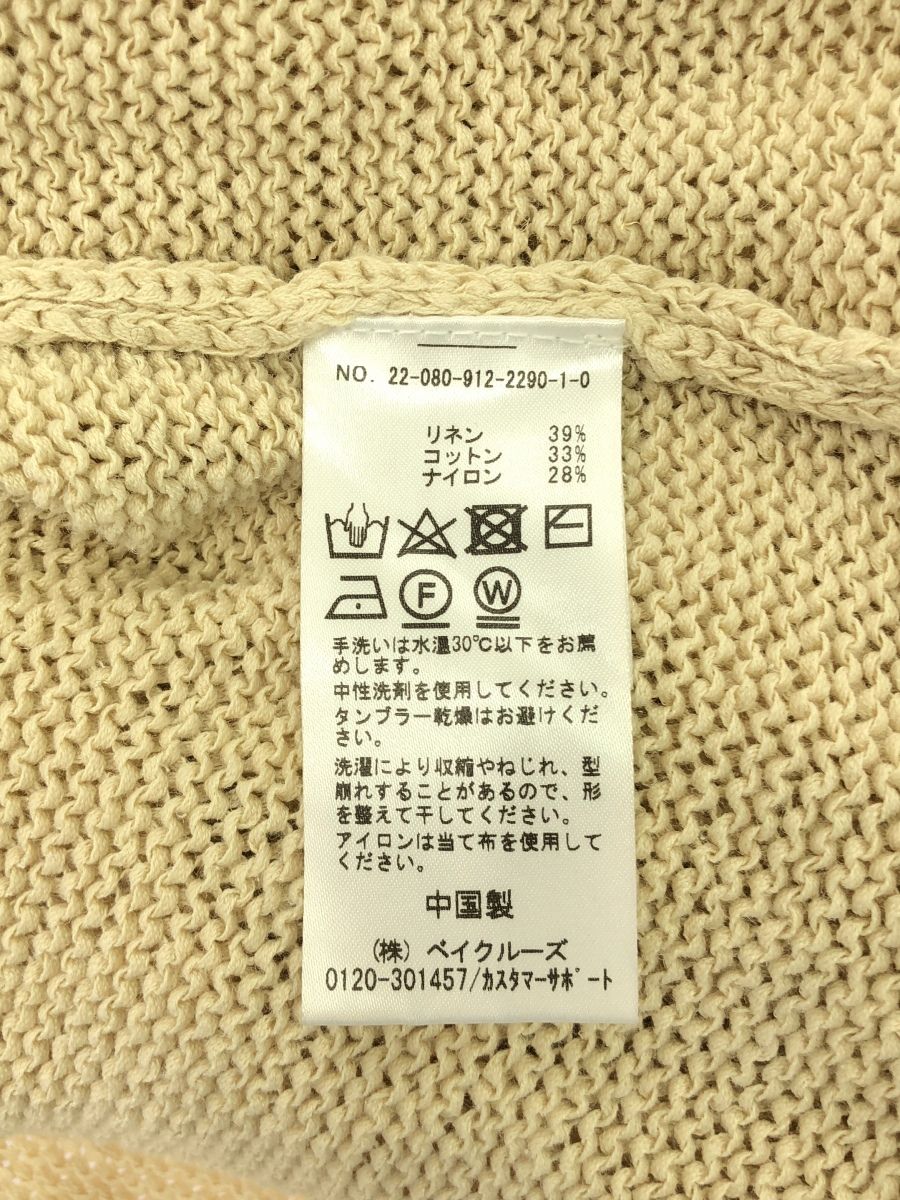 NO. 22-080-912-2290-1-0
リネン 39%
コットン 33%
ナイロン 28%
F W
手洗いは水温30℃以下をお薦
めします。
中性洗剤を使用してください。
タンブラー乾燥はお避けくだ
さい。
洗濯により収縮やねじれ、型
崩れすることがあるので、形
を整えて干してください。
アイロンは当て布を使用して
ください。
中国製
(株) ベイクルーズ
0120-301457/カスタマーサポート